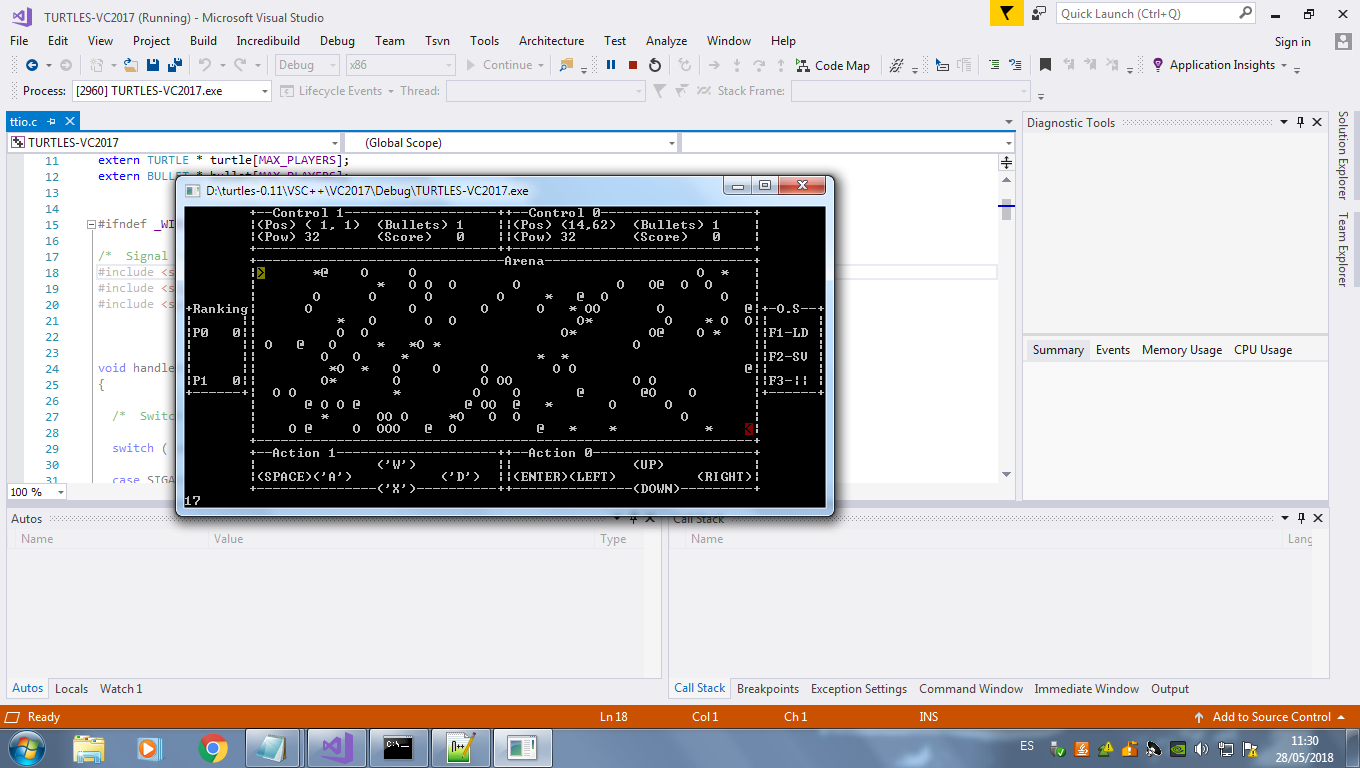 TURTLES-VC2017 (Running) - Microsoft Visual Studio
Quick Launch (Ctrl+Q)
File Edit View Project Build Incredibuild Debug Team Tsvn Tools Architecture Test Analyze Window Help
Sign in
Debug x86 Continue Code Map Application Insights
Process: [2960] TURTLES-VC2017.exe Lifecycle Events Thread: Stack Frame:
ttio.c
TURTLES-VC2017 (Global Scope)
11 extern TURTLE * turtle[MAX_PLAYERS];
12 extern BULLET * bullet[MAX_PLAYERS];
13
14
15 #ifndef _WI
16
17 /* Signal
18 #include <s
19 #include <s
20 #include <s
21
22
23
24 void handle
25 {
26
27 /* Switc
28
29 switch (
30
31 case SIGA
100 %
D:\turtles-0.11\VSC++\VC2017\Debug\TURTLES-VC2017.exe
+--Control 1-------------------++--Control 0-------------------+
¦(Pos) ( 1, 1)  (Bullets) 1    ¦¦(Pos) (14,62)  (Bullets) 1    ¦
¦(Pow) 32       (Score)   0    ¦¦(Pow) 32       (Score)   0    ¦
Arena
+Ranking
¦P0   0¦
¦P1   0¦
+-O.S--+
¦F1-LD ¦
¦F2-SV ¦
¦F3-¦¦ ¦
+--Action 1--------------------++--Action 0--------------------+
('W') (UP)
¦(SPACE)('A')    ('D')¦¦(ENTER)(LEFT)    (RIGHT)¦
('X') (DOWN)
17
Diagnostic Tools
Summary Events Memory Usage CPU Usage
Solution Explorer
Team Explorer
Autos
Name Value Type
Autos Locals Watch 1
Call Stack
Name Lang
Call Stack Breakpoints Exception Settings Command Window Immediate Window Output
Ready Ln 18 Col 1 Ch 1 INS Add to Source Control
ES
11:30
28/05/2018